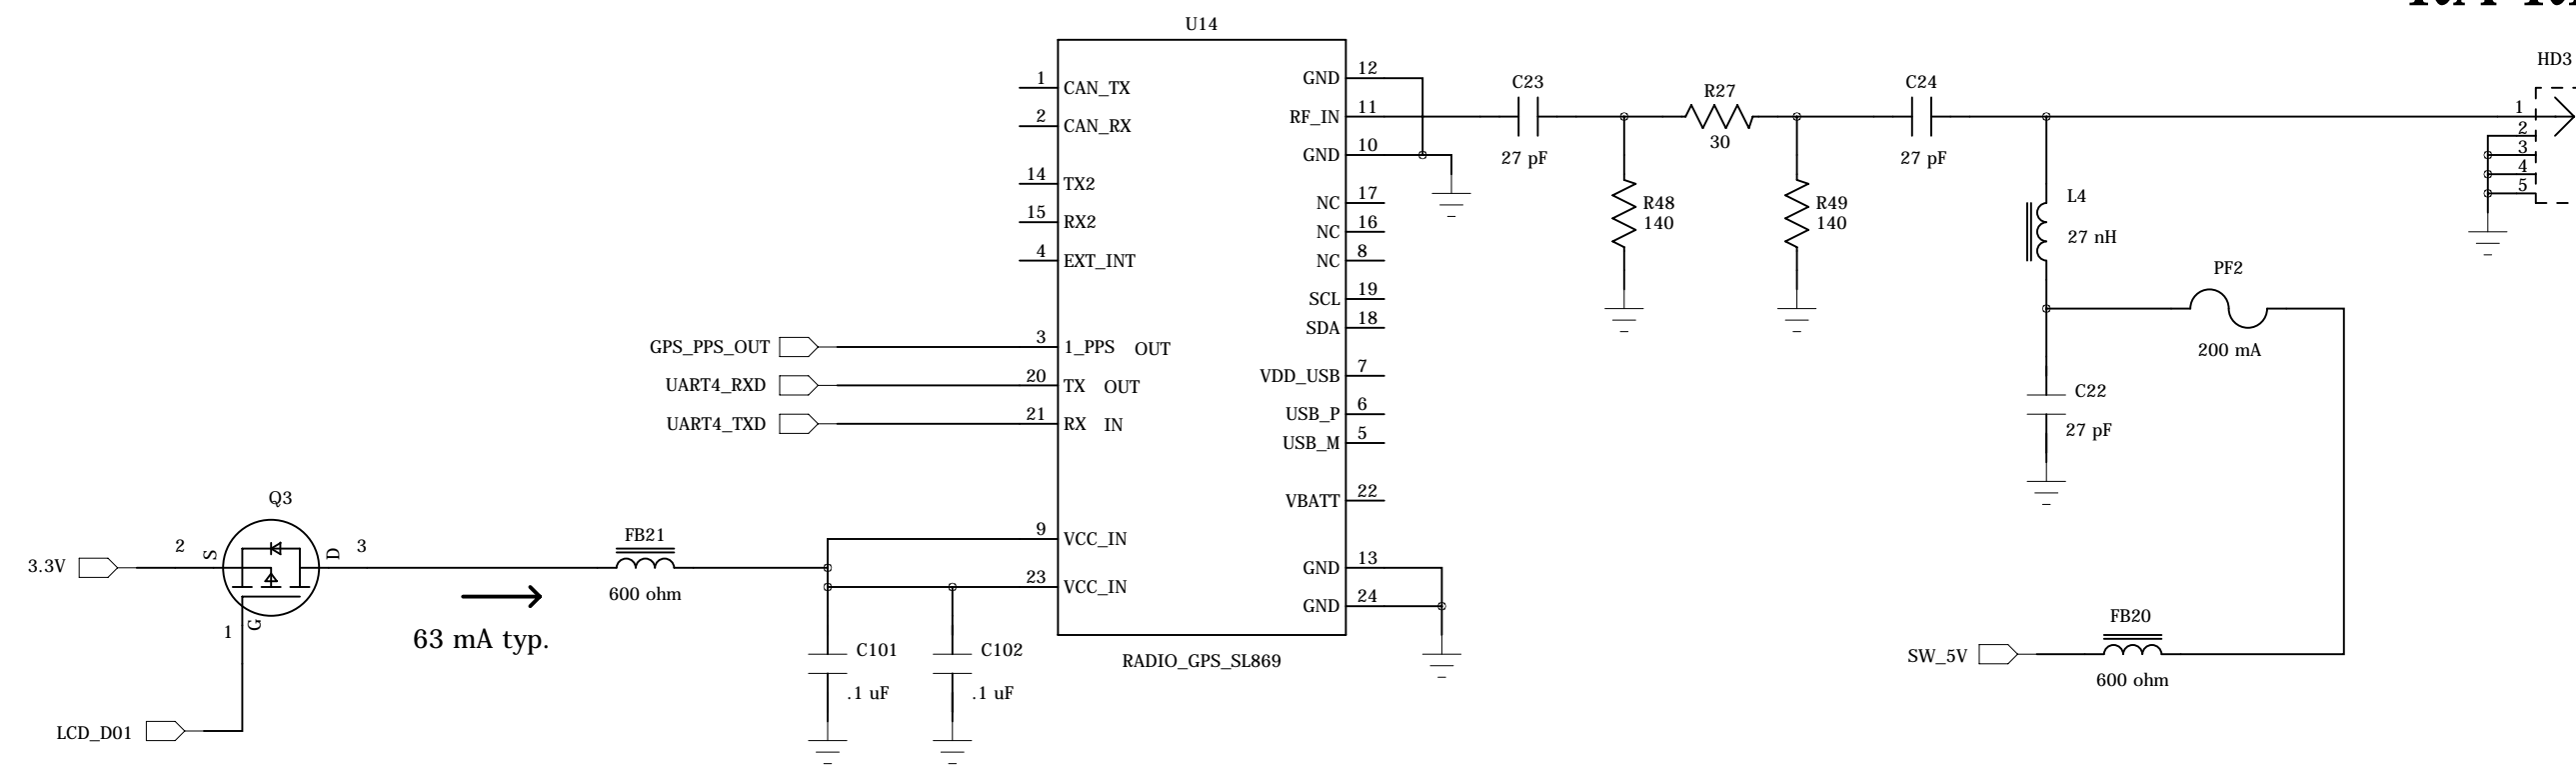 U14
HD3
1 CAN_TX
2 CAN_RX
14 TX2
15 RX2
4 EXT_INT
GPS_PPS_OUT 3 1_PPS OUT
UART4_RXD 20 TX OUT
UART4_TXD 21 RX IN
9 VCC_IN
23 VCC_IN
GND 12
RF_IN 11
GND 10
NC 17
NC 16
NC 8
SCL 19
SDA 18
VDD_USB 7
USB_P 6
USB_M 5
VBATT 22
GND 13
GND 24
RADIO_GPS_SL869
C23
27 pF
R27
30
C24
27 pF
R48
140
R49
140
L4
27 nH
PF2
200 mA
C22
27 pF
1
2
3
4
5
SW_5V
FB20
600 ohm
Q3
3.3V
2 S D 3
1 G
LCD_D01
63 mA typ.
FB21
600 ohm
C101
.1 uF
C102
.1 uF